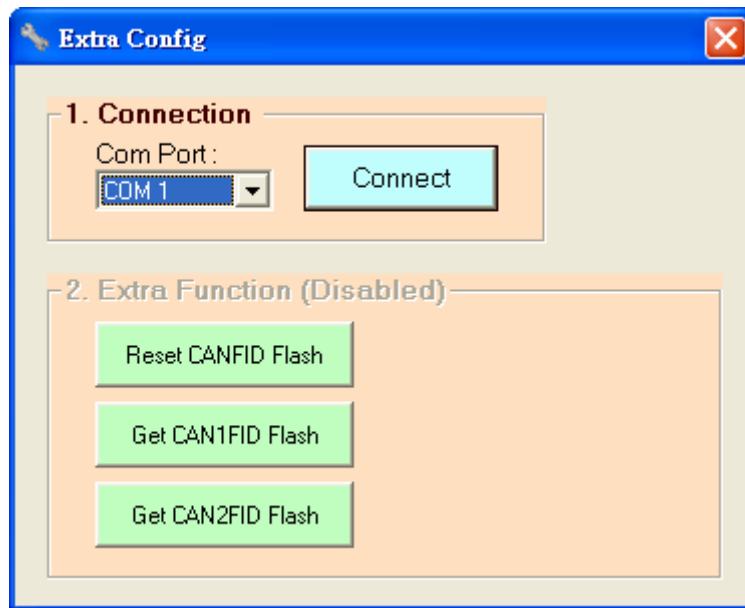 Extra Config
1. Connection
Com Port :
COM 1
Connect
2. Extra Function (Disabled)
Reset CANFID Flash
Get CAN1FID Flash
Get CAN2FID Flash